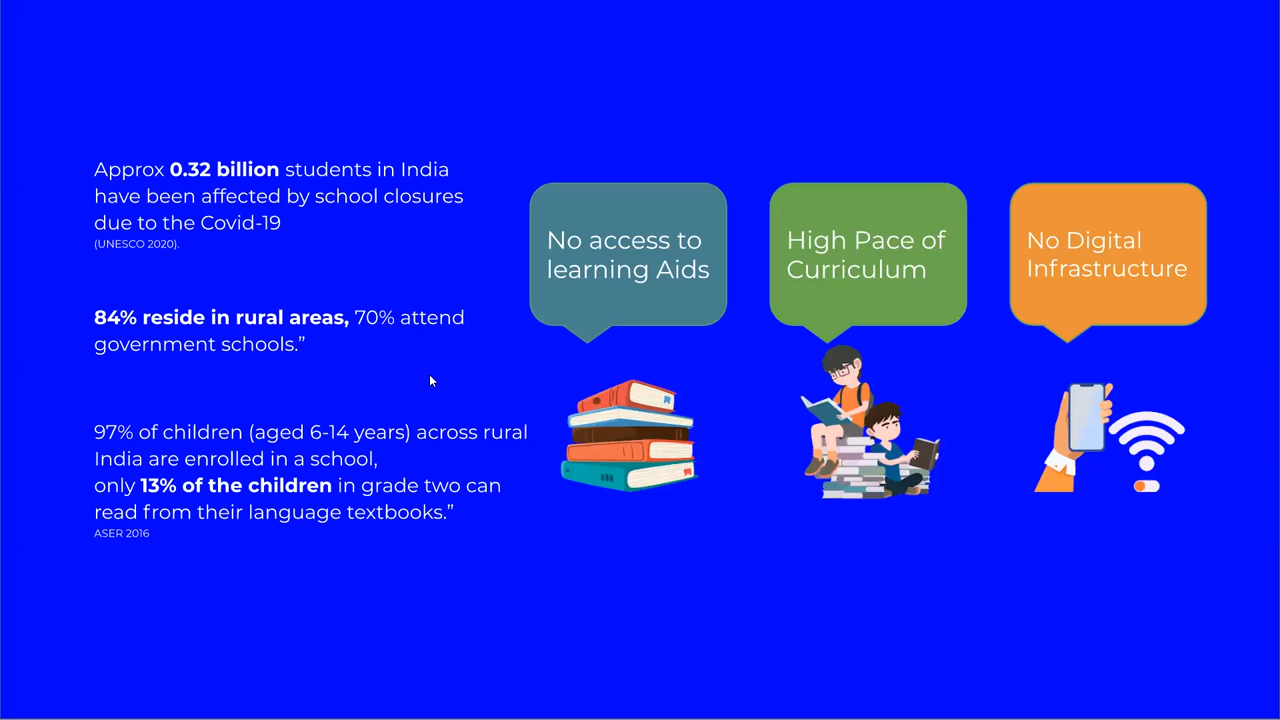 Approx 0.32 billion students in India
have been affected by school closures
due to the Covid-19
(UNESCO 2020).
84% reside in rural areas, 70% attend
government schools.”
97% of children (aged 6-14 years) across rural
India are enrolled in a school,
only 13% of the children in grade two can
read from their language textbooks.”
ASER 2016
No access to
learning Aids
High Pace of
Curriculum
No Digital
Infrastructure